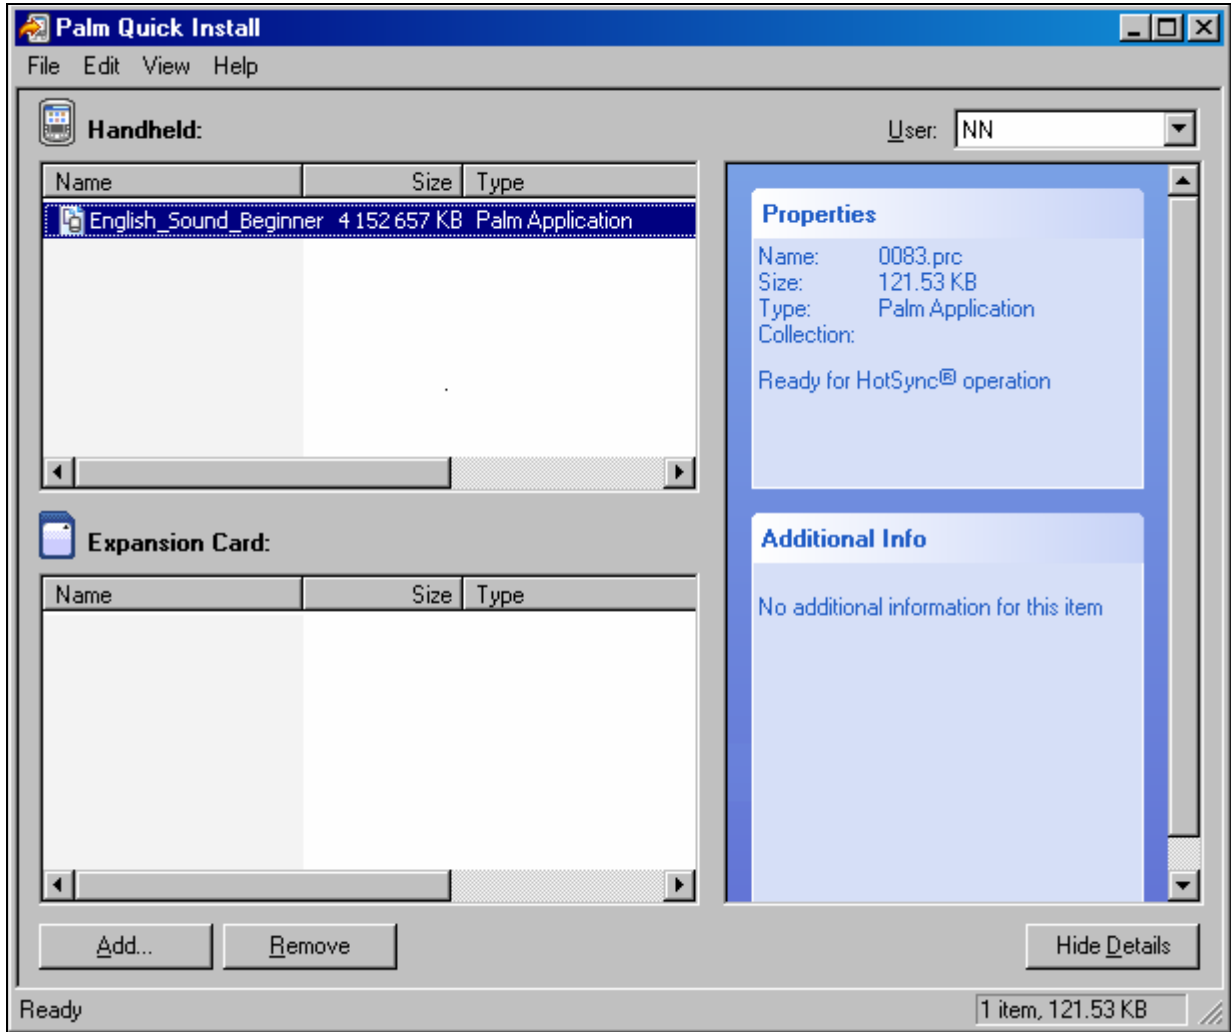 Palm Quick Install
File Edit View Help
Handheld:
User: NN
Name Size Type
English_Sound_Beginner 4 152 657 KB Palm Application
Expansion Card:
Name Size Type
Properties
Name: 0083.prc
Size: 121.53 KB
Type: Palm Application
Collection:
Ready for HotSync® operation
Additional Info
No additional information for this item
Add... Remove
Hide Details
Ready
1 item, 121.53 KB